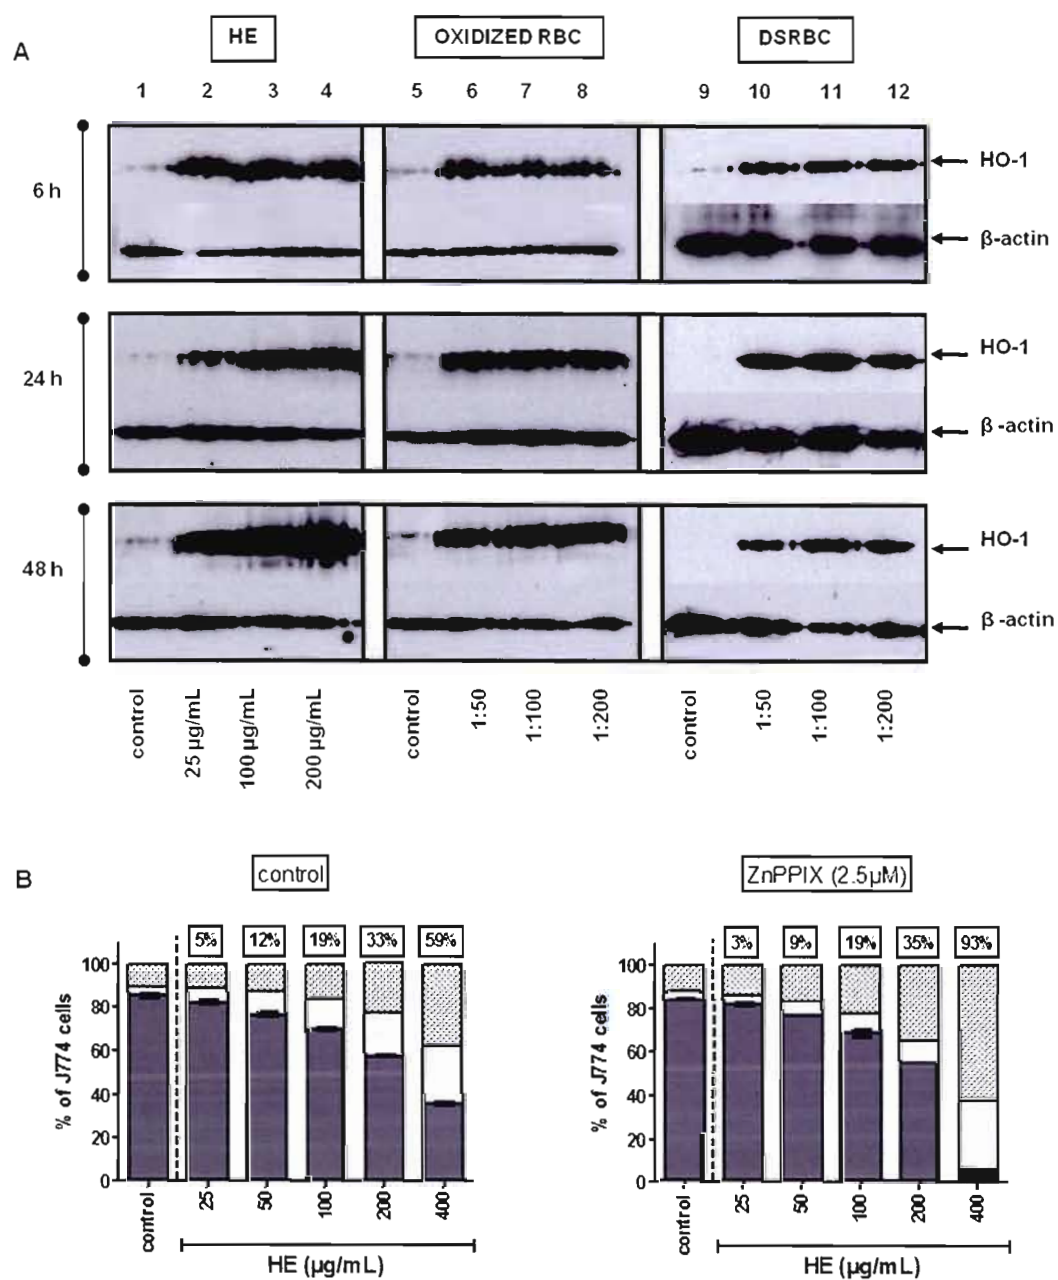 A
HE OXIDIZED RBC DSRBC
1 2 3 4 5 6 7 8 9 10 11 12
6 h
HO-1
β-actin
24 h
HO-1
β-actin
48 h
HO-1
β-actin
control 25 µg/mL 100 µg/mL 200 µg/mL control 1:50 1:100 1:200 control 1:50 1:100 1:200
B
control
% of J774 cells
5% 12% 19% 33% 59%
100
80
60
40
20
0
control 25 50 100 200 400
HE (µg/mL)
ZnPPIX (2.5µM)
% of J774 cells
3% 9% 19% 35% 93%
100
80
60
40
20
0
control 25 50 100 200 400
HE (µg/mL)